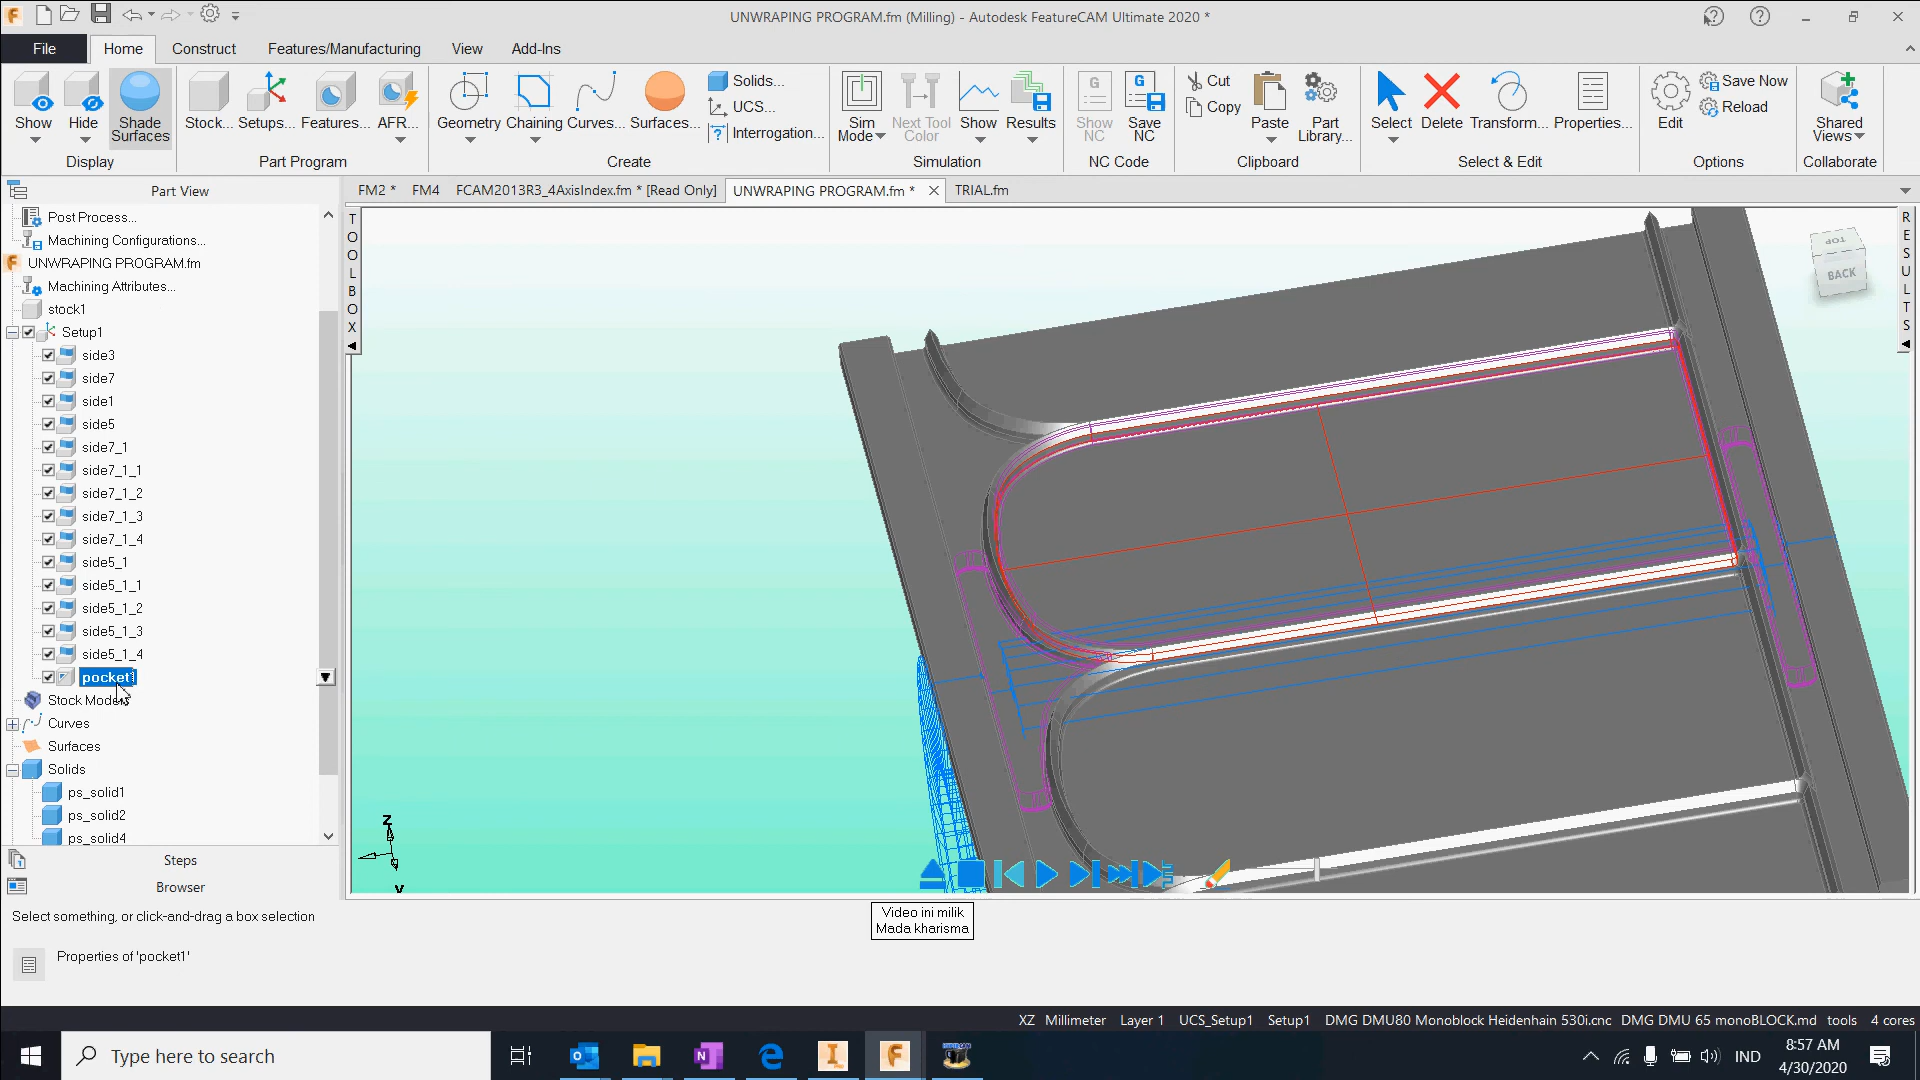 UNWRAPING PROGRAM.fm (Milling) - Autodesk FeatureCAM Ultimate 2020 *
File Home Construct Features/Manufacturing View Add-Ins
Show Hide Shade Surfaces
Display
Stock... Setups... Features... AFR...
Part Program
Geometry Chaining Curves... Surfaces... Solids... UCS... Interrogation...
Create
Sim Mode Next Tool Color Show Results
Simulation
Show NC Save NC
NC Code
Cut Copy Paste Part Library...
Clipboard
Select Delete Transform... Properties...
Select & Edit
Edit Save Now Reload
Options
Shared Views
Collaborate
Part View
FM2 * FM4 FCAM2013R3_4AxisIndex.fm * [Read Only] UNWRAPING PROGRAM.fm * TRIAL.fm
Post Process...
Machining Configurations...
UNWRAPING PROGRAM.fm
Machining Attributes...
stock1
Setup1
side3
side7
side1
side5
side7_1
side7_1_1
side7_1_2
side7_1_3
side7_1_4
side5_1
side5_1_1
side5_1_2
side5_1_3
side5_1_4
pocket1
Stock Models
Curves
Surfaces
Solids
ps_solid1
ps_solid2
ps_solid4
Steps
Browser
TOOLBOX
RESULTS
TOP
BACK
Z
Y
Video ini milik
Mada kharisma
Select something, or click-and-drag a box selection
Properties of 'pocket1'
XZ Millimeter Layer 1 UCS_Setup1 Setup1 DMG DMU80 Monoblock Heidenhain 530i.cnc DMG DMU 65 monoBLOCK.md tools 4 cores
Type here to search
IND
8:57 AM
4/30/2020